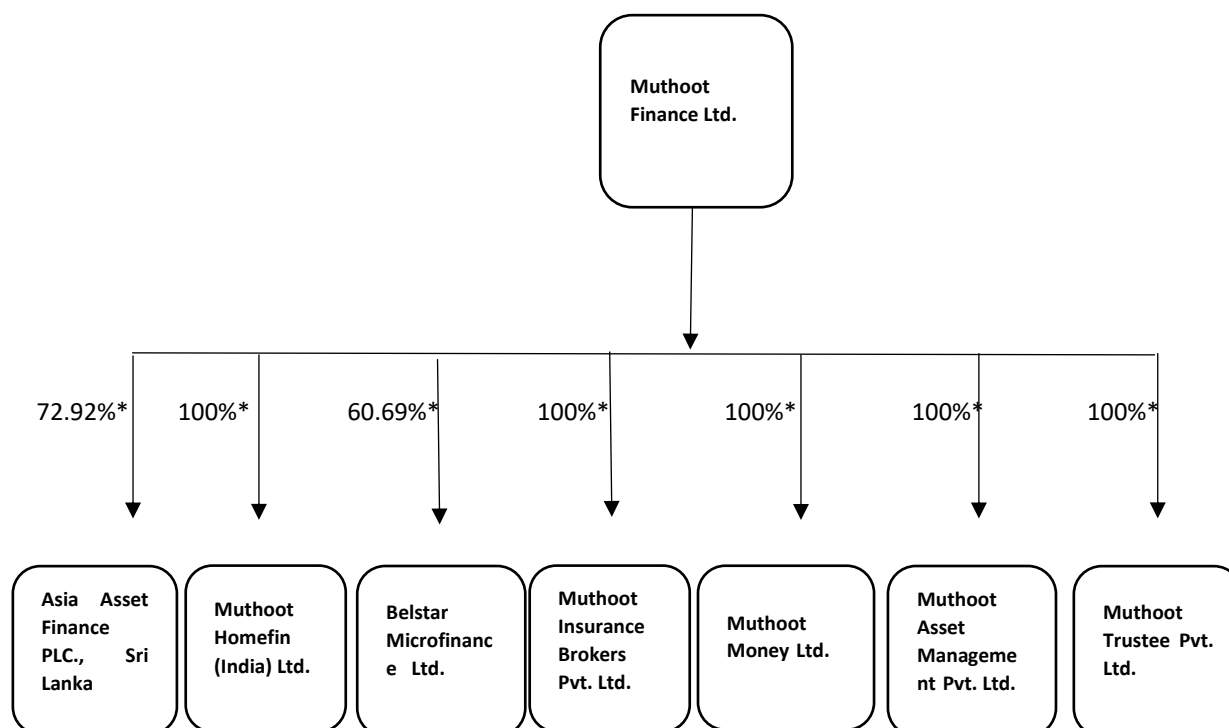 Muthoot
Finance Ltd.
72.92%*
100%*
60.69%*
100%*
100%*
100%*
100%*
Asia Asset
Finance
PLC., Sri
Lanka
Muthoot
Homefin
(India) Ltd.
Belstar
Microfinanc
e Ltd.
Muthoot
Insurance
Brokers
Pvt. Ltd.
Muthoot
Money Ltd.
Muthoot
Asset
Manageme
nt Pvt. Ltd.
Muthoot
Trustee Pvt.
Ltd.